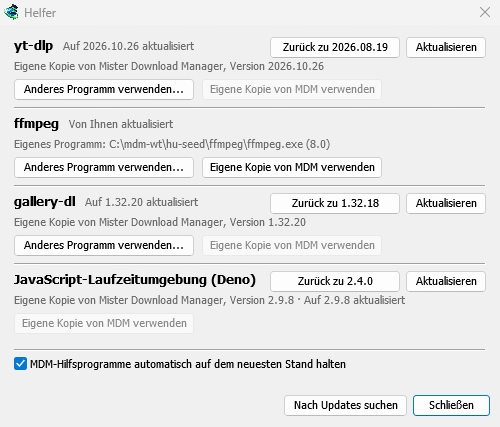 Helfer
yt-dlp Auf 2026.10.26 aktualisiert Zurück zu 2026.08.19 Aktualisieren
Eigene Kopie von Mister Download Manager, Version 2026.10.26
Anderes Programm verwenden... Eigene Kopie von MDM verwenden
ffmpeg Von Ihnen aktualisiert
Eigenes Programm: C:\mdm-wt\hu-seed\ffmpeg\ffmpeg.exe (8.0)
Anderes Programm verwenden... Eigene Kopie von MDM verwenden
gallery-dl Auf 1.32.20 aktualisiert Zurück zu 1.32.18 Aktualisieren
Eigene Kopie von Mister Download Manager, Version 1.32.20
Anderes Programm verwenden... Eigene Kopie von MDM verwenden
JavaScript-Laufzeitumgebung (Deno) Zurück zu 2.4.0 Aktualisieren
Eigene Kopie von Mister Download Manager, Version 2.9.8 · Auf 2.9.8 aktualisiert
Eigene Kopie von MDM verwenden
MDM-Hilfsprogramme automatisch auf dem neuesten Stand halten
Nach Updates suchen Schließen